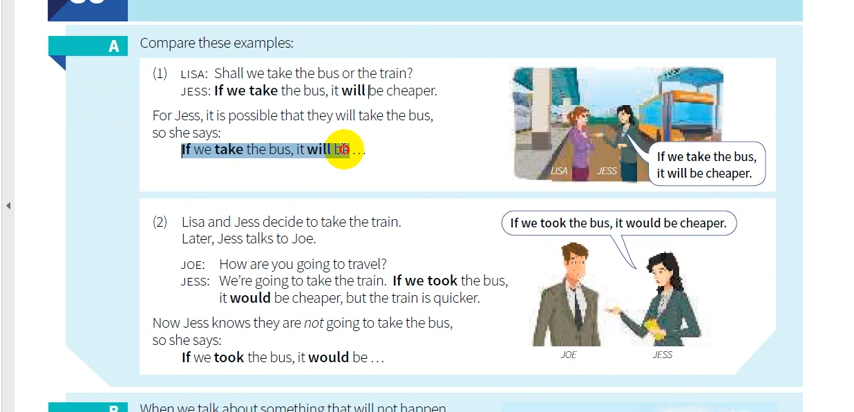 A
Compare these examples:
(1) LISA: Shall we take the bus or the train?
JESS: If we take the bus, it will be cheaper.
For Jess, it is possible that they will take the bus,
so she says:
If we take the bus, it will be …
LISA
JESS
If we take the bus,
it will be cheaper.
(2) Lisa and Jess decide to take the train.
Later, Jess talks to Joe.
JOE: How are you going to travel?
JESS: We're going to take the train. If we took the bus,
it would be cheaper, but the train is quicker.
Now Jess knows they are not going to take the bus,
so she says:
If we took the bus, it would be …
If we took the bus, it would be cheaper.
JOE
JESS
B
When we talk about something that will not happen